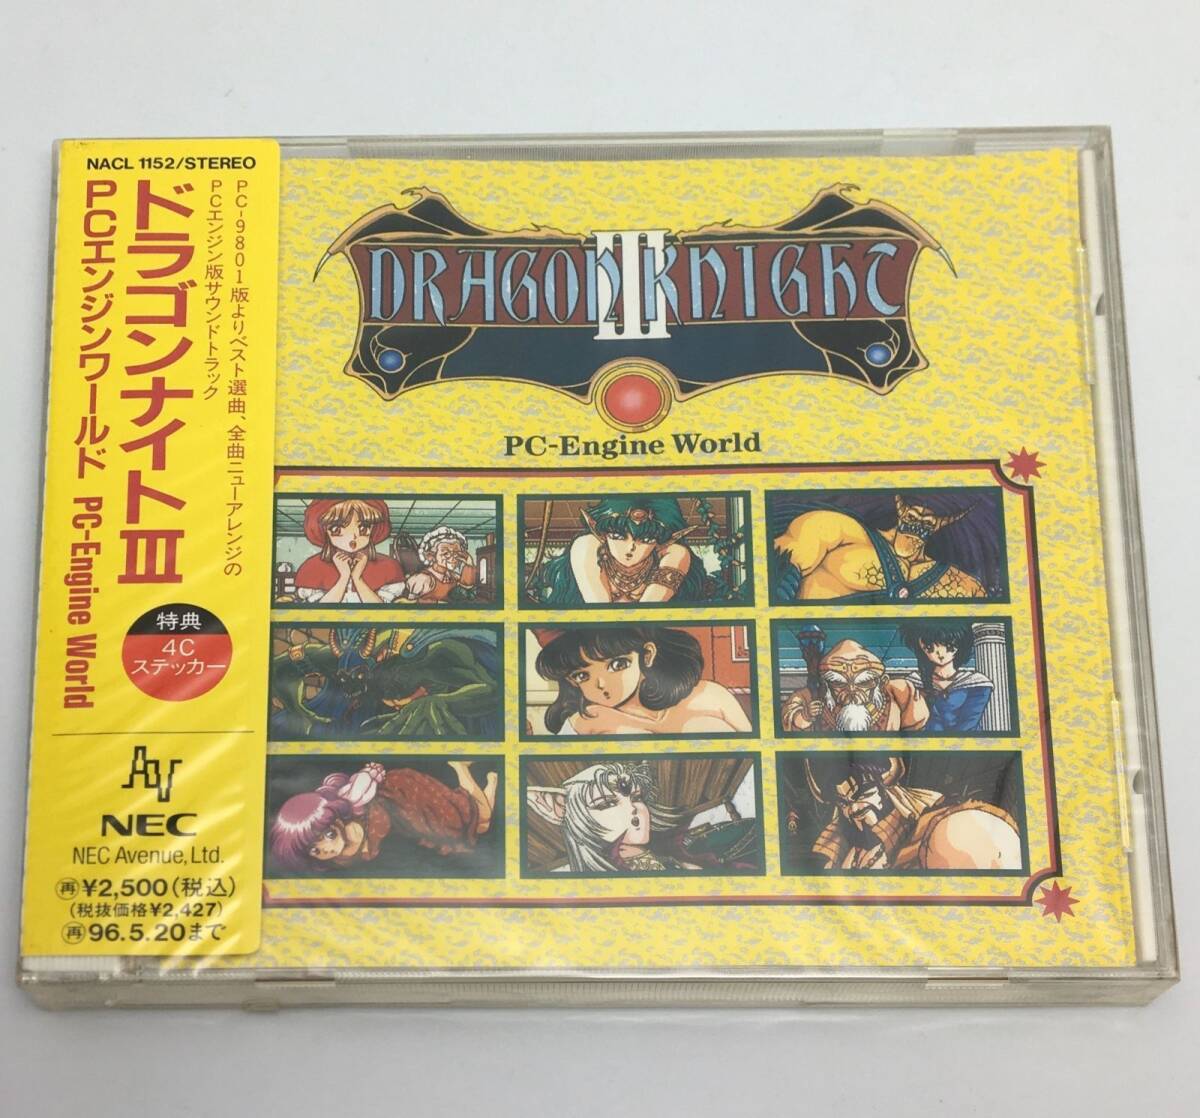 NACL 1152/STEREO
PC-9801版よりベスト選曲、全曲ニューアレンジの
PCエンジン版サウンドトラック
ドラゴンナイトIII
PCエンジンワールド PC-Engine World
特典
4C
ステッカー
NEC
NEC Avenue, Ltd.
再¥2,500(税込)
(税抜価格¥2,427)
再96.5.20まで
DRAGON KNIGHT
III
PC-Engine World